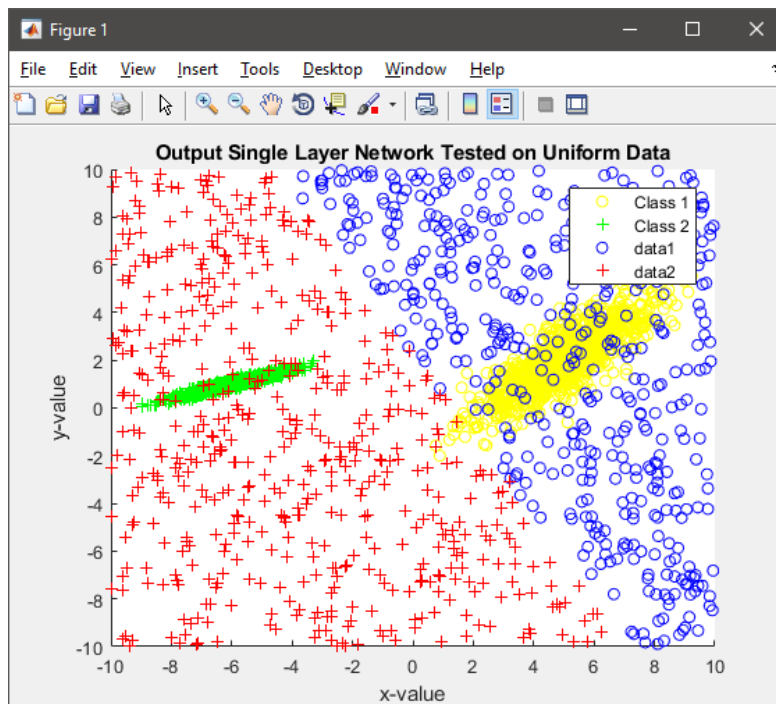 Figure 1
File Edit View Insert Tools Desktop Window Help
Output Single Layer Network Tested on Uniform Data
10
8
6
4
2
0
-2
-4
-6
-8
-10
y-value
Class 1
Class 2
data1
data2
-10 -8 -6 -4 -2 0 2 4 6 8 10
x-value